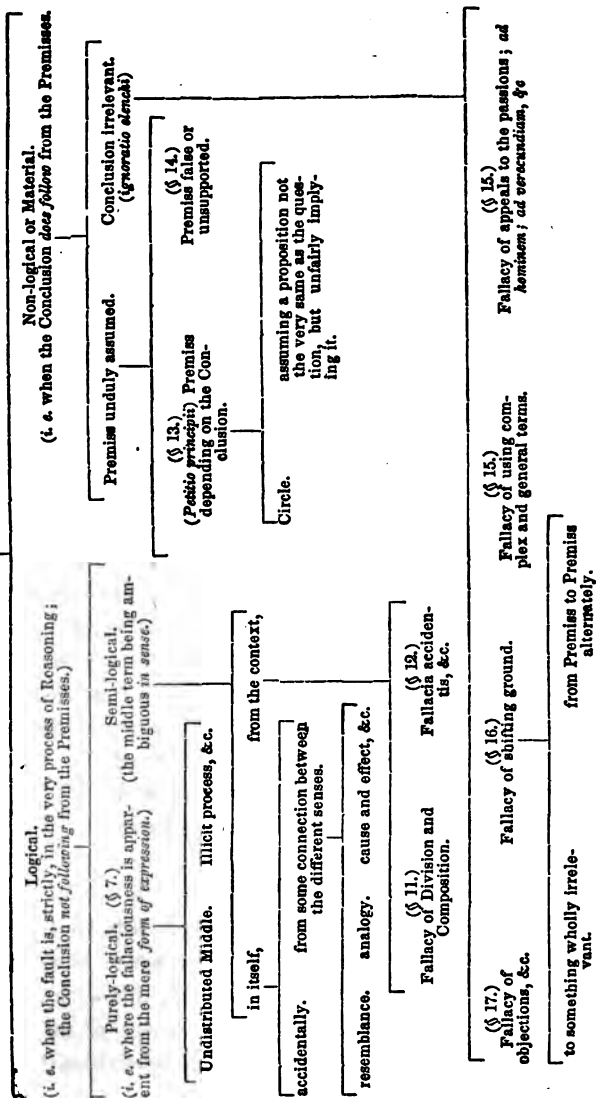 Logical.
(i. e. when the fault is, strictly, in the very process of Reasoning;
the Conclusion not following from the Premisses.)
Non-logical or Material.
(i. e. when the Conclusion does follow from the Premisses.
Purely-logical. (§ 7.)
(i. e. where the fallaciousness is appar-
ent from the mere form of expression.)
Semi-logical.
(the middle term being am-
biguous in sense.)
Premiss unduly assumed.
Conclusion irrelevant.
(ignoratio elenchi)
Undistributed Middle.
Illicit process, &c.
(§ 13.)
(Petitio principii) Premiss
depending on the Con-
clusion.
(§ 14.)
Premiss false or
unsupported.
in itself,
from the context,
Circle.
assuming a proposition not
the very same as the ques-
tion, but unfairly imply-
ing it.
accidentally.
from some connection between
the different senses.
resemblance.
analogy.
cause and effect, &c.
(§ 11.)
Fallacy of Division and
Composition.
(§ 12.)
Fallacia acciden-
tis, &c.
(§ 17.)
Fallacy of
objections, &c.
(§ 16.)
Fallacy of shifting ground.
(§ 15.)
Fallacy of using com-
plex and general terms.
(§ 15.)
Fallacy of appeals to the passions; ad
hominem; ad verecundiam, &c
to something wholly irrele-
vant.
from Premiss to Premiss
alternately.